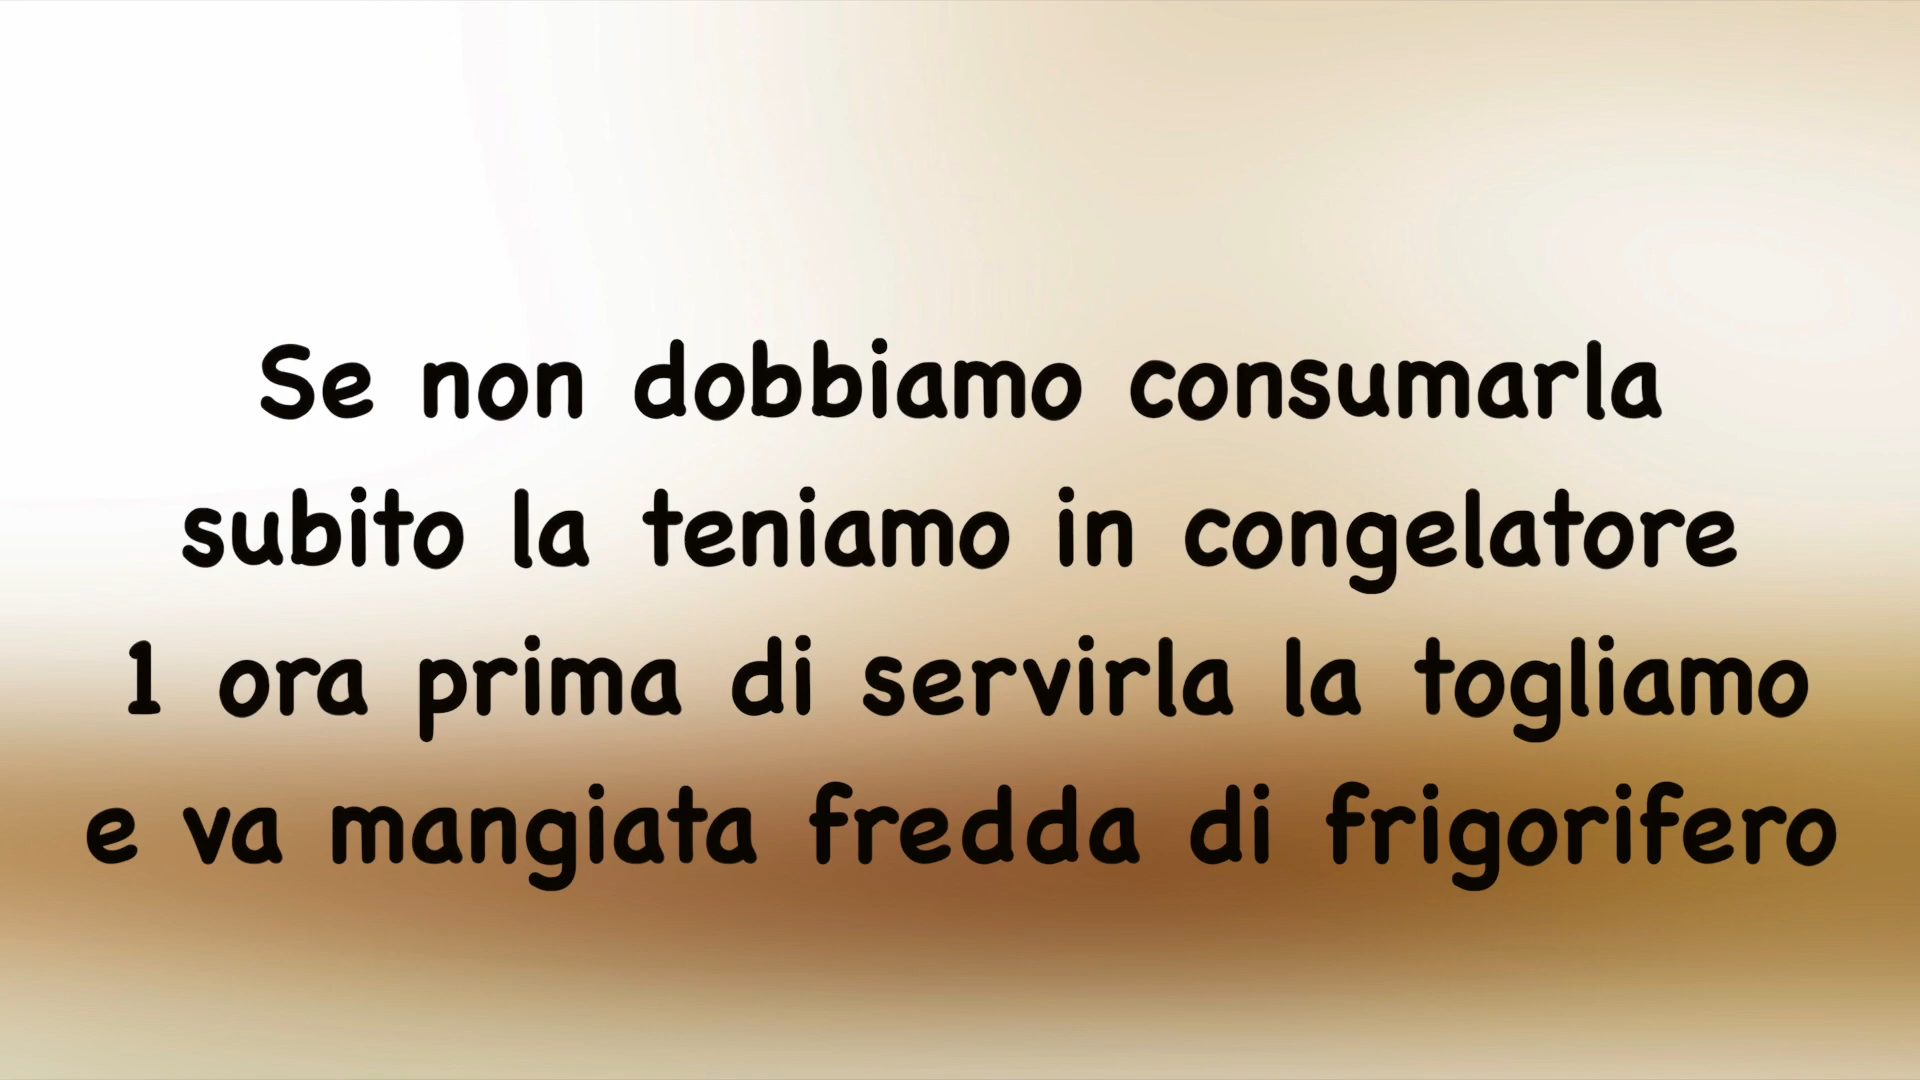 Se non dobbiamo consumarla
subito la teniamo in congelatore
1 ora prima di servirla la togliamo
e va mangiata fredda di frigorifero